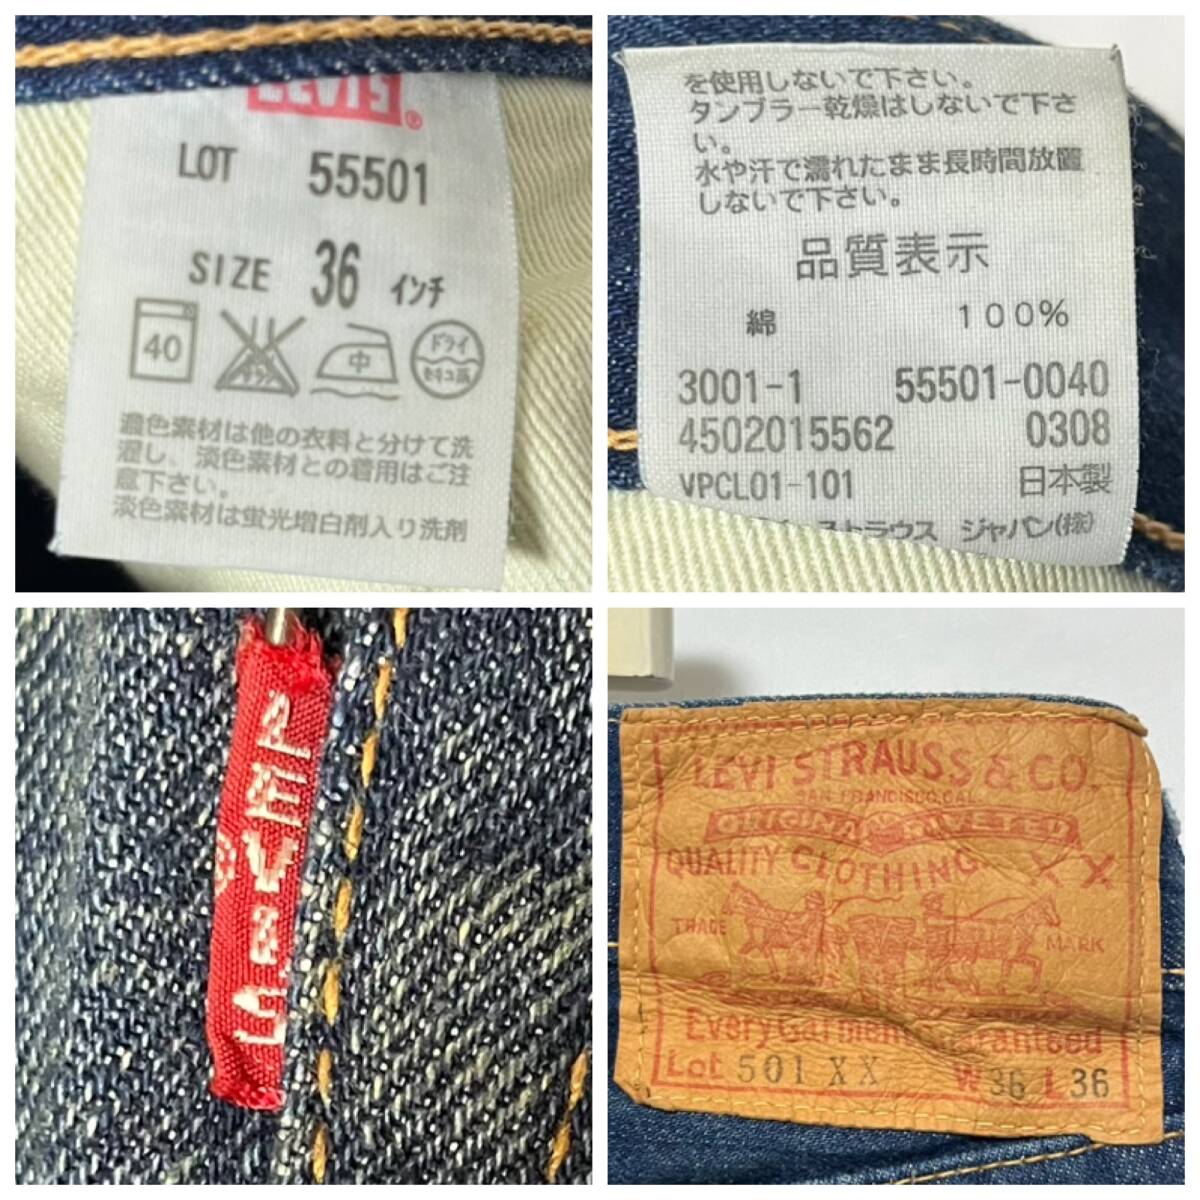 LEVI'S®
LOT 55501
SIZE 36 インチ
40 中 ドライ
セキユ系
濃色素材は他の衣料と分けて洗
濯し、淡色素材との着用はご注
意下さい。
淡色素材は蛍光増白剤入り洗剤
を使用しないで下さい。
タンブラー乾燥はしないで下さ
い。
水や汗で濡れたまま長時間放置
しないで下さい。
品質表示
綿 100%
3001-1 55501-0040
4502015562 0308
VPCL01-101 日本製
ストラウス ジャパン(株)
LEVI'S
®
LEVI STRAUSS & CO.
SAN FRANCISCO, CAL.
ORIGINAL RIVETED
QUALITY CLOTHING XX
TRADE MARK
Every Garment Guaranteed
Lot 501 XX W 36 L 36